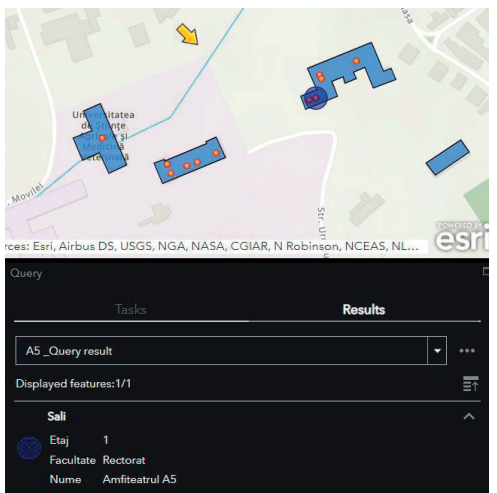 Universitatea
de Științe
Agricole și
Medicină
Veterinară
Movilei
Str. Ur
rces: Esri, Airbus DS, USGS, NGA, NASA, CGIAR, N Robinson, NCEAS, NL...
POWERED BY
esri
Query
Tasks
Results
A5 _Query result
Displayed features:1/1
Sali
Etaj 1
Facultate Rectorat
Nume Amfiteatrul A5